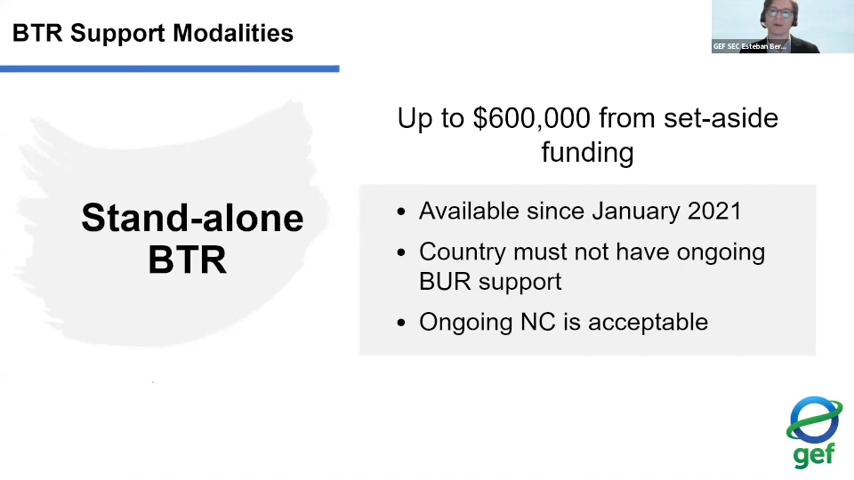 BTR Support Modalities
GEF SEC Esteban Ber...
Up to $600,000 from set-aside
funding
Stand-alone
BTR
• Available since January 2021
• Country must not have ongoing
BUR support
• Ongoing NC is acceptable
gef